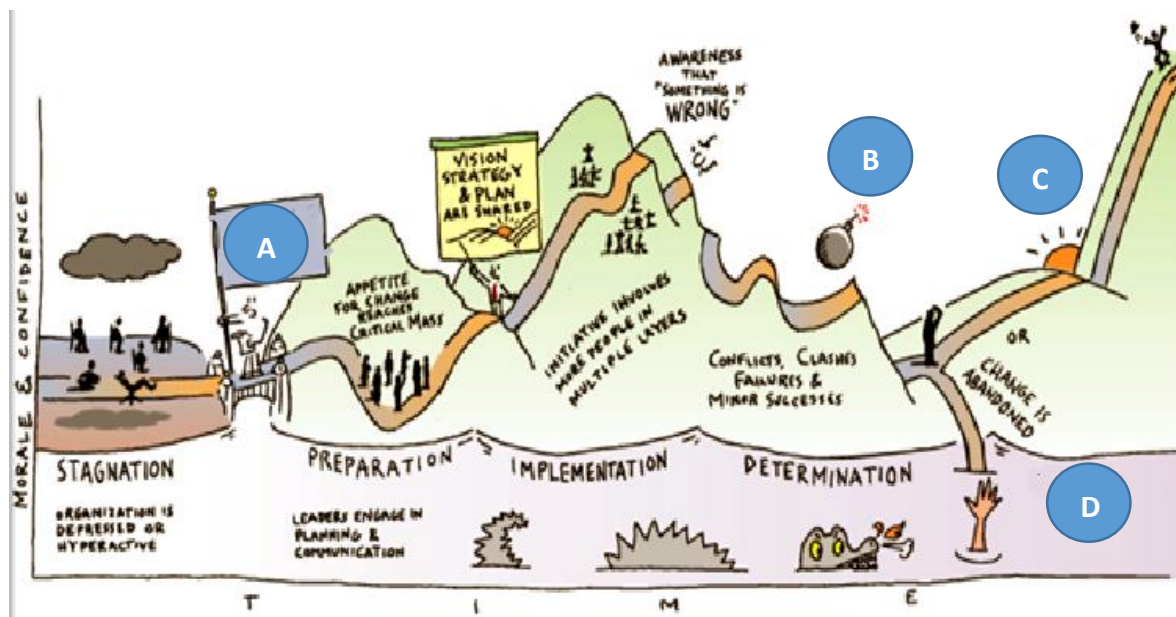 MORALE & CONFIDENCE
A
APPETITE
FOR CHANGE
REACHES
CRITICAL MASS
VISION
STRATEGY
& PLAN
ARE SHARED
AWARENESS
THAT
"SOMETHING IS
WRONG"
INITIATIVE INVOLVES
MORE PEOPLE IN
MULTIPLE LAYERS
B
CONFLICTS, CLASHES
FAILURES &
MINOR SUCCESSES
C
OR
CHANGE IS
ABANDONED
STAGNATION
ORGANIZATION IS
DEPRESSED OR
HYPERACTIVE
PREPARATION
LEADERS ENGAGE IN
PLANNING &
COMMUNICATION
IMPLEMENTATION
DETERMINATION
D
TIME